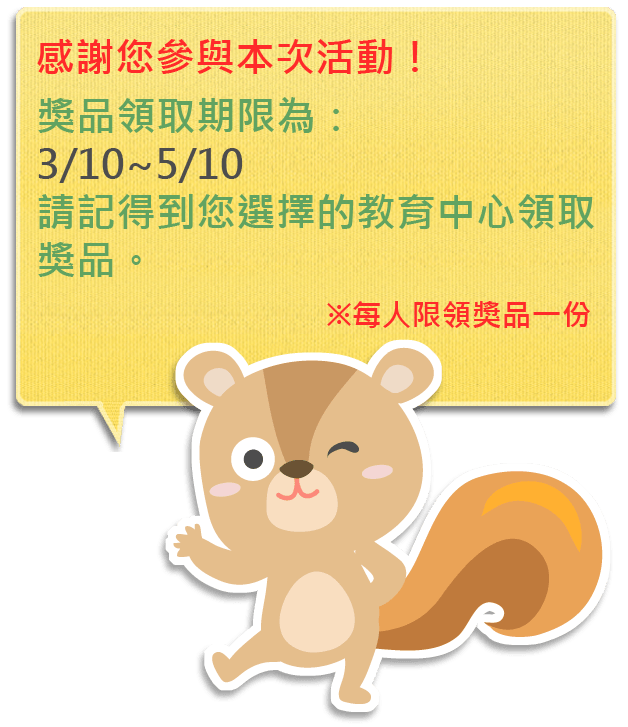 感謝您參與本次活動！
獎品領取期限為：
3/10~5/10
請記得到您選擇的教育中心領取
獎品。
※每人限領獎品一份